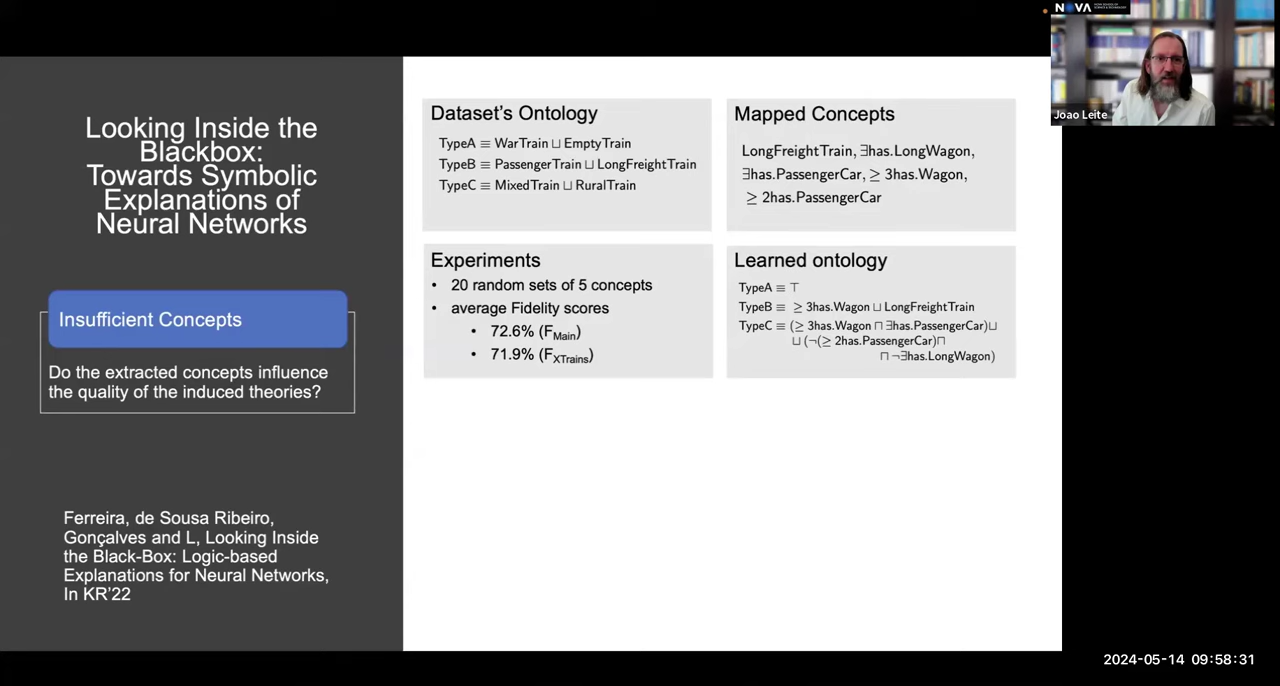 NOVA
Joao Leite
Looking Inside the
Blackbox:
Towards Symbolic
Explanations of
Neural Networks
Insufficient Concepts
Do the extracted concepts influence
the quality of the induced theories?
Ferreira, de Sousa Ribeiro,
Gonçalves and L, Looking Inside
the Black-Box: Logic-based
Explanations for Neural Networks,
In KR'22
Dataset's Ontology
TypeA ≡ WarTrain ⊔ EmptyTrain
TypeB ≡ PassengerTrain ⊔ LongFreightTrain
TypeC ≡ MixedTrain ⊔ RuralTrain
Mapped Concepts
LongFreightTrain, ∃has.LongWagon,
∃has.PassengerCar, ≥ 3has.Wagon,
≥ 2has.PassengerCar
Experiments
• 20 random sets of 5 concepts
• average Fidelity scores
• 72.6% (F_Main)
• 71.9% (F_XTrains)
Learned ontology
TypeA ≡ ⊤
TypeB ≡ ≥ 3has.Wagon ⊔ LongFreightTrain
TypeC ≡ (≥ 3has.Wagon ⊓ ∃has.PassengerCar)⊔
⊔ (¬(≥ 2has.PassengerCar)⊓
⊓ ¬∃has.LongWagon)
2024-05-14 09:58:31